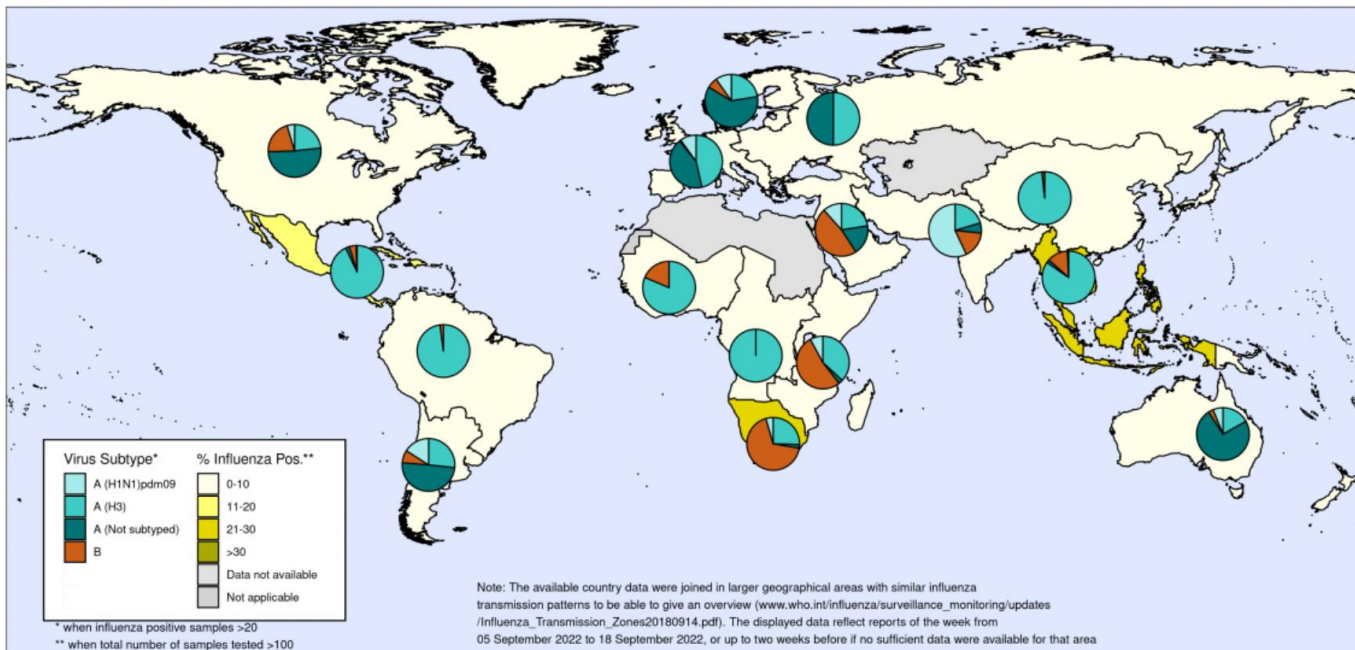 Virus Subtype*
A (H1N1)pdm09
A (H3)
A (Not subtyped)
B
% Influenza Pos.**
0-10
11-20
21-30
>30
Data not available
Not applicable
* when influenza positive samples >20
** when total number of samples tested >100
Note: The available country data were joined in larger geographical areas with similar influenza
transmission patterns to be able to give an overview (www.who.int/influenza/surveillance_monitoring/updates
/Influenza_Transmission_Zones20180914.pdf). The displayed data reflect reports of the week from
05 September 2022 to 18 September 2022, or up to two weeks before if no sufficient data were available for that area